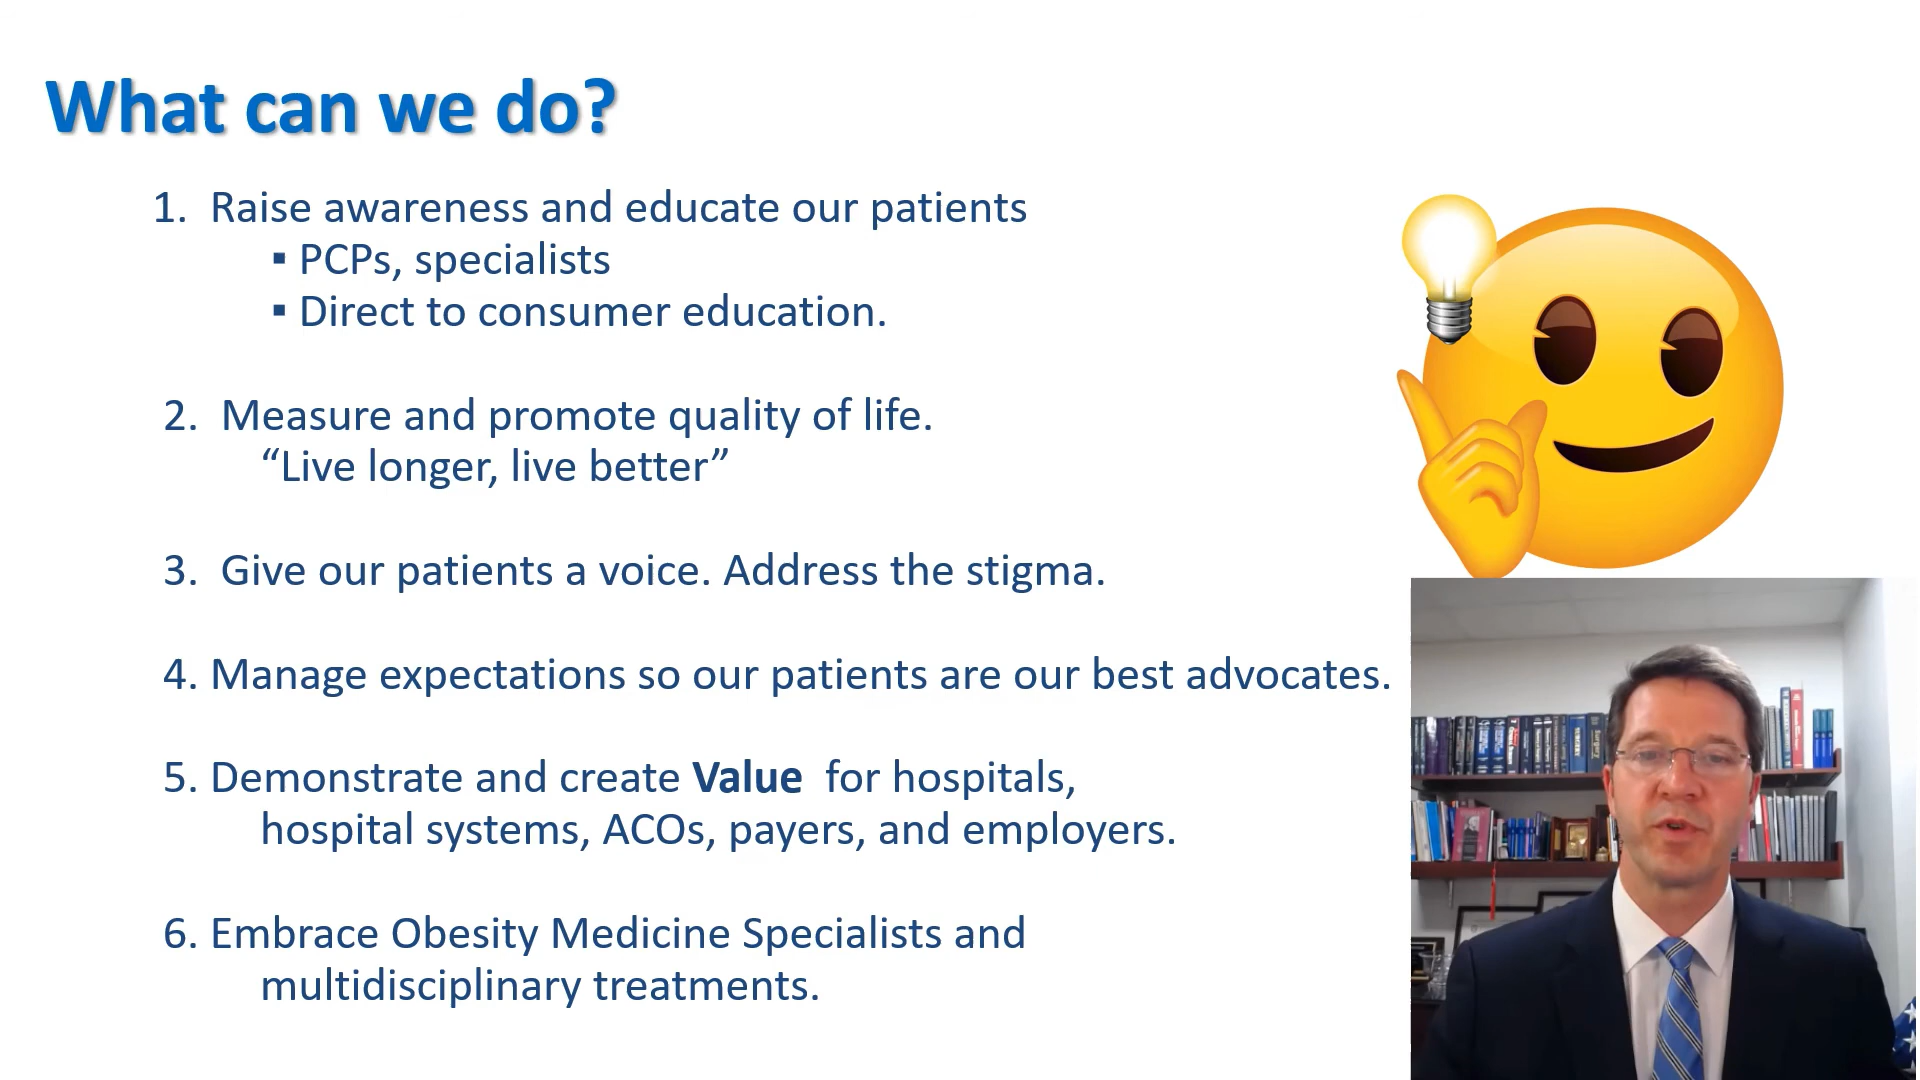 What can we do?
1. Raise awareness and educate our patients
▪ PCPs, specialists
▪ Direct to consumer education.
2. Measure and promote quality of life.
“Live longer, live better”
3. Give our patients a voice. Address the stigma.
4. Manage expectations so our patients are our best advocates.
5. Demonstrate and create Value for hospitals,
hospital systems, ACOs, payers, and employers.
6. Embrace Obesity Medicine Specialists and
multidisciplinary treatments.